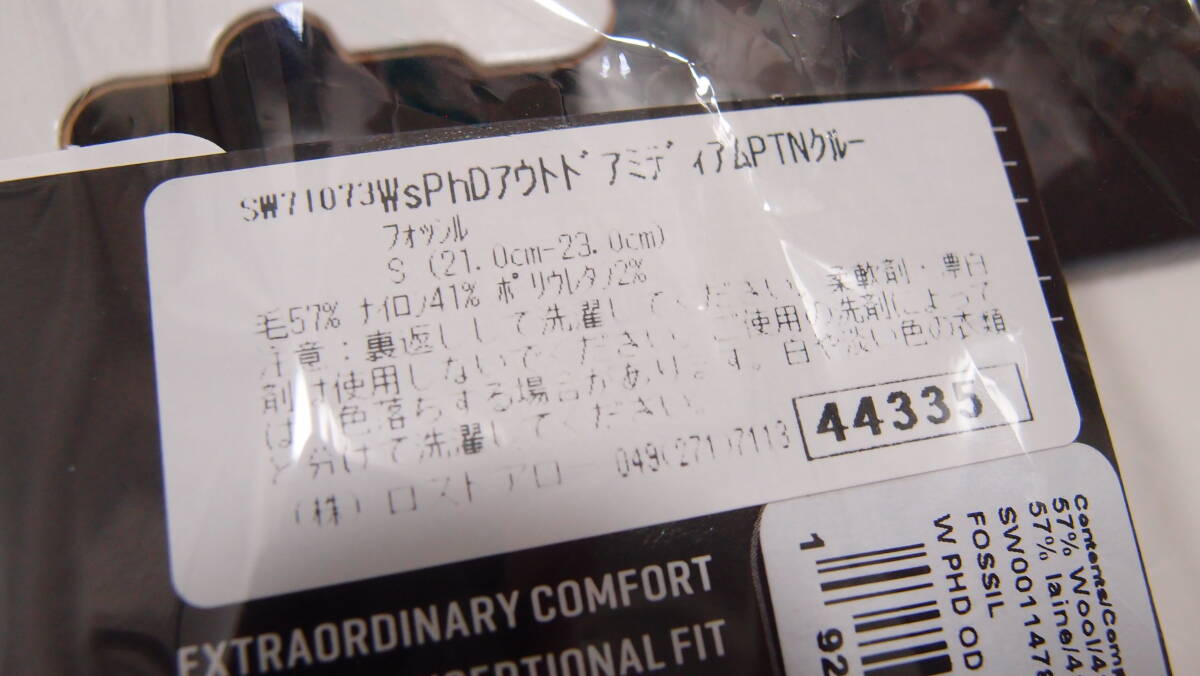 SW71073WsPhDアウトドアミディアムPTNクルー
フォッシル
S (21.0cm-23.0cm)
毛57% ナイロン41% ポリウレタン2%
注意：裏返しして洗濯してください。柔軟剤・漂白
剤は使用しないでください。ご使用の洗剤によって
は、色落ちする場合があります。白や淡い色の衣類
と分けて洗濯してください。
(株)ロストアロー 049(271)7113
44335
EXTRAORDINARY COMFORT
FIT
Contents/
57% Wool/4
57% laine/4
SW0011478
FOSSIL
W PHD OD
1
92